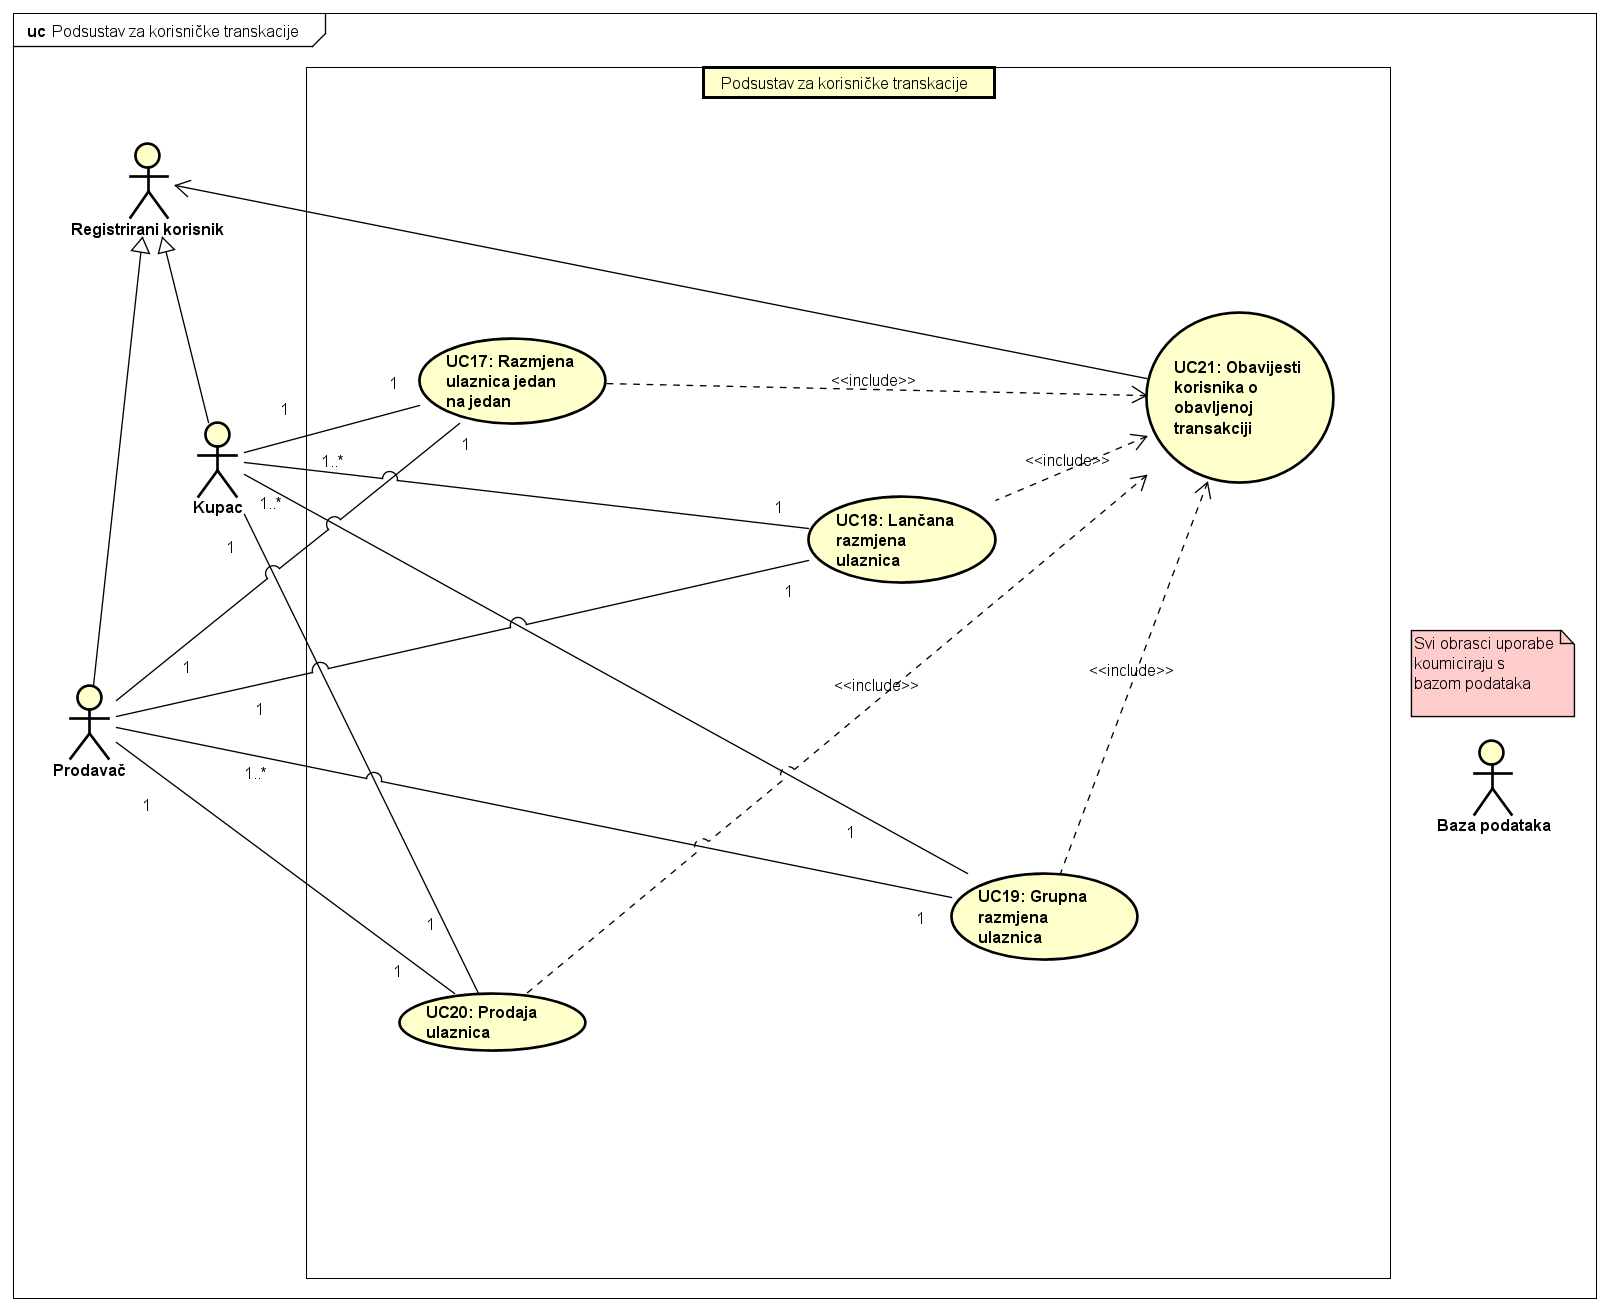 uc Podsustav za korisničke transkacije
Podsustav za korisničke transkacije
Registrirani korisnik
UC17: Razmjena
ulaznica jedan
na jedan
<<include>>
UC21: Obavijesti
korisnika o
obavljenoj
transakciji
1
1
1
1..*
<<include>>
Kupac
1..*
1
1
UC18: Lančana
razmjena
ulaznica
1
1
1
Svi obrasci uporabe
koumiciraju s
bazom podataka
<<include>>
<<include>>
Prodavač
1..*
1
1
Baza podataka
UC19: Grupna
razmjena
ulaznica
1
1
1
UC20: Prodaja
ulaznica